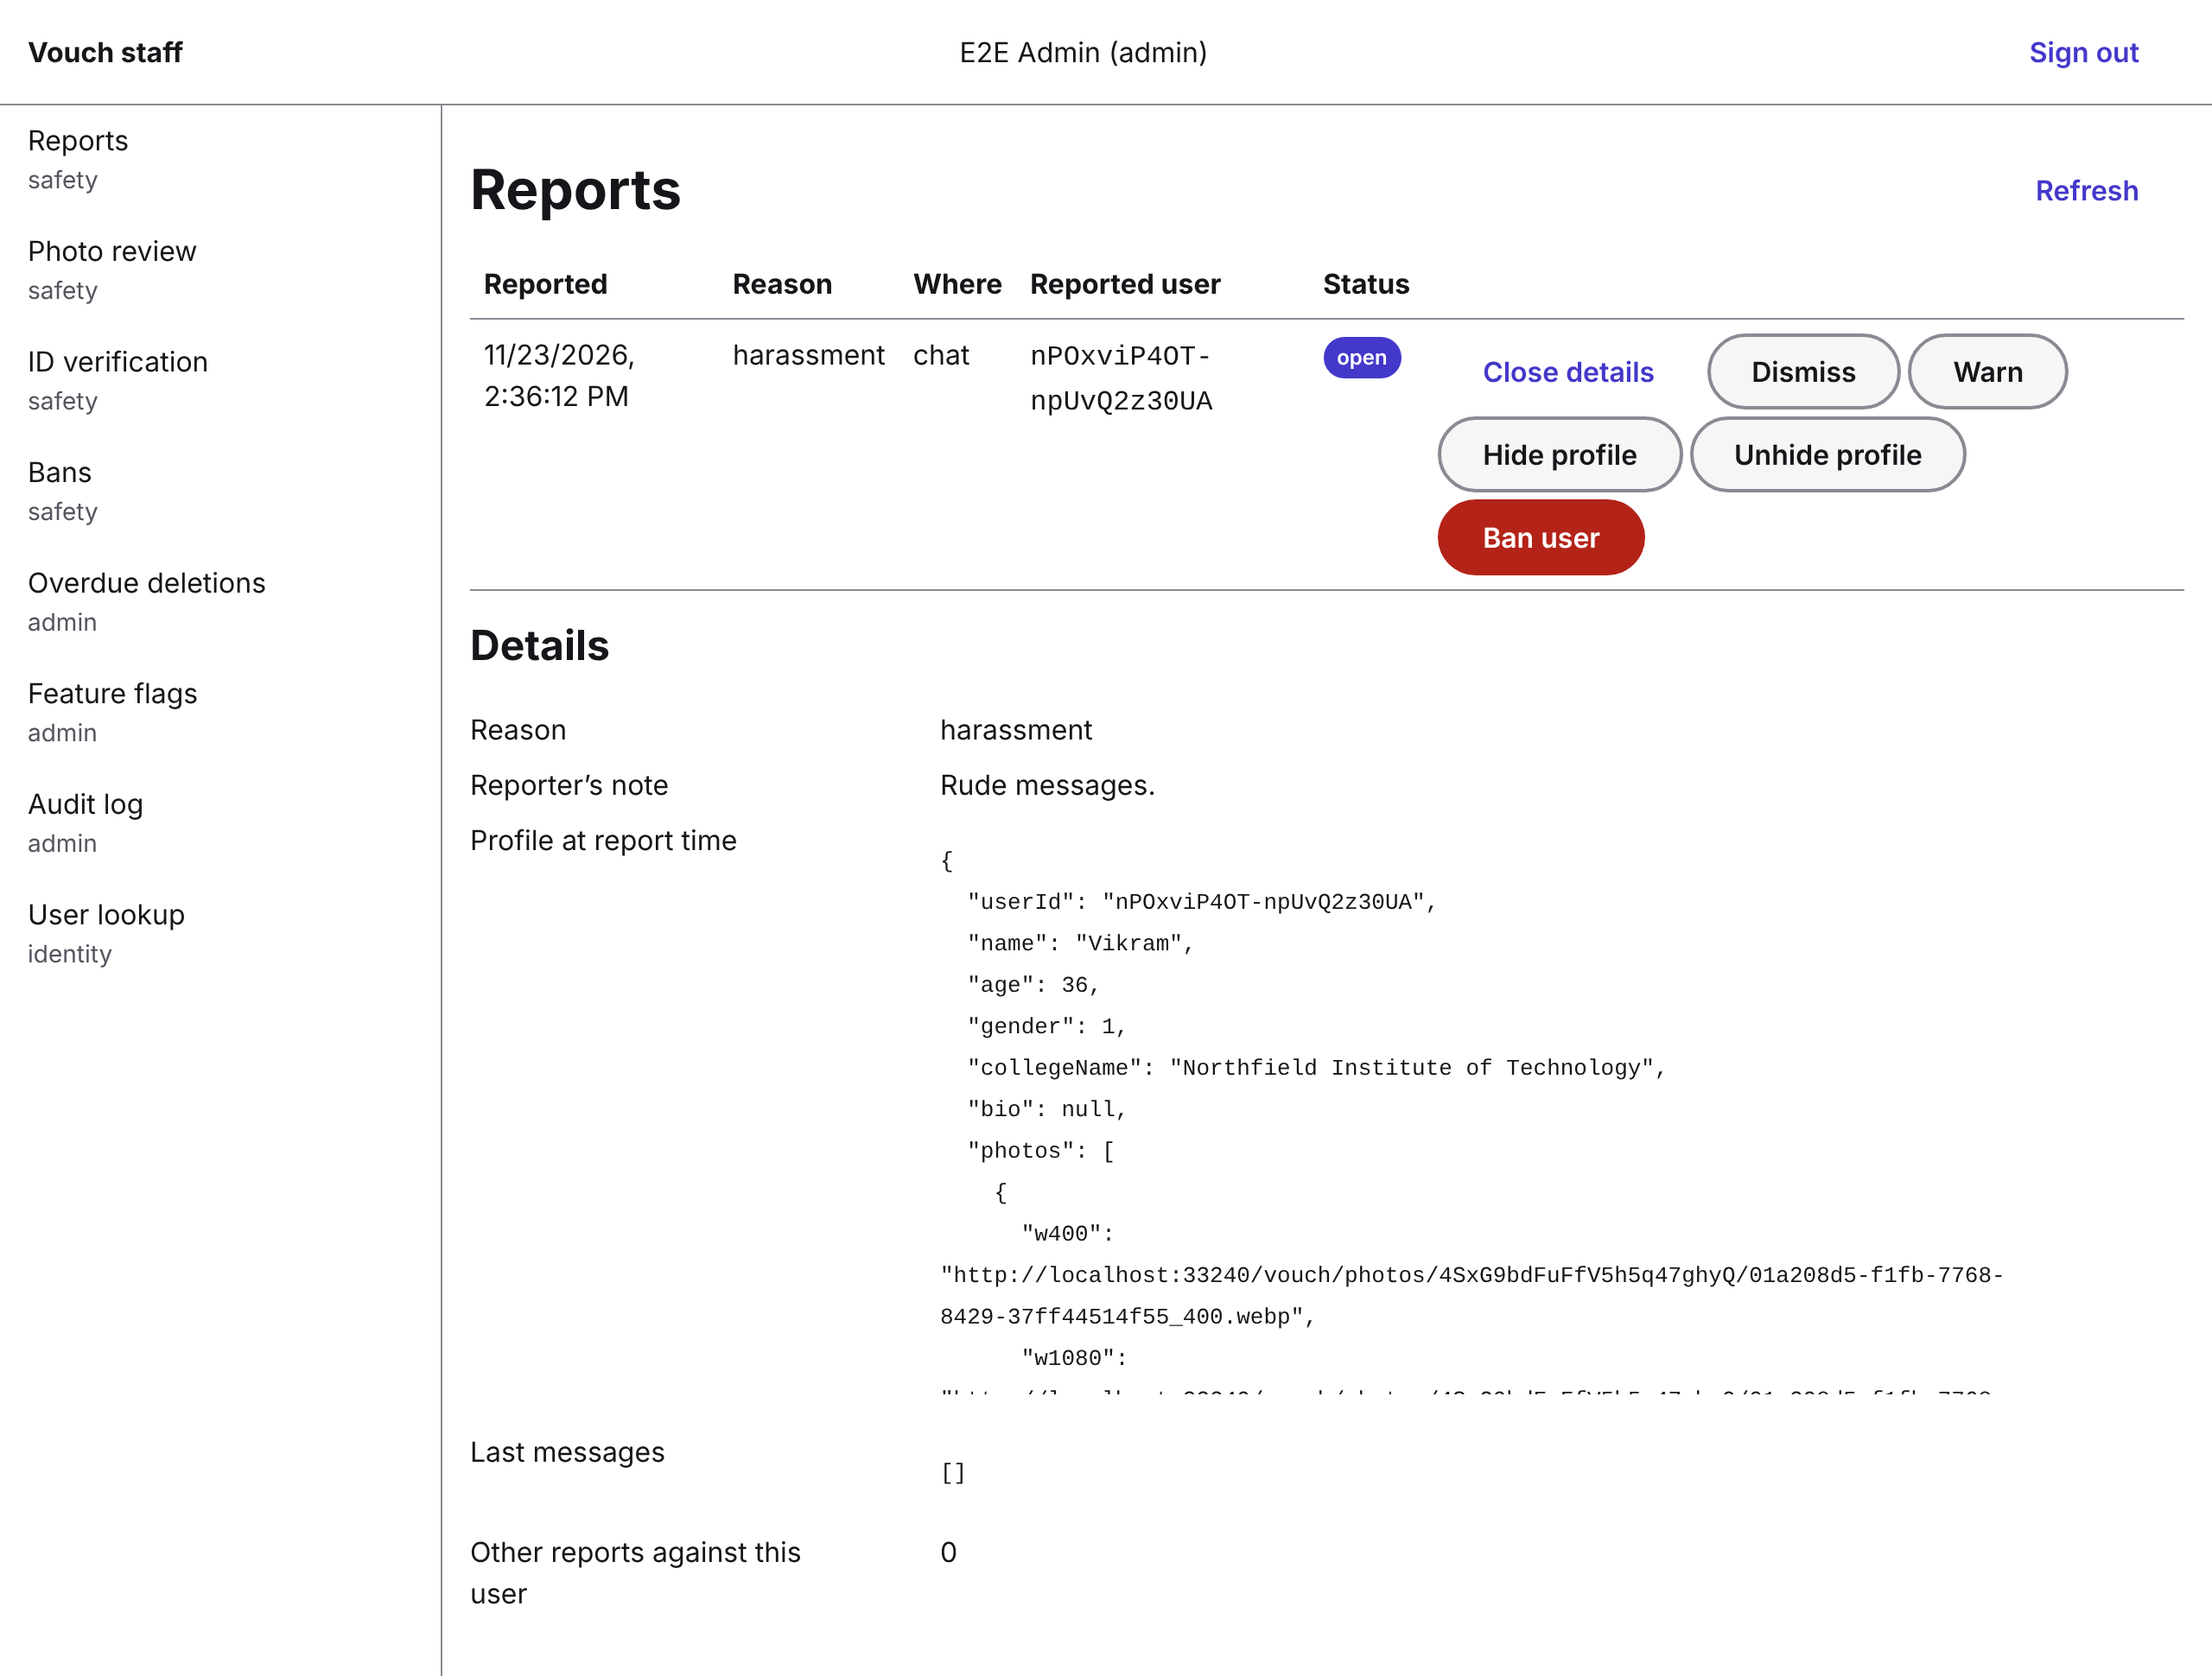 Vouch staff
E2E Admin (admin)
Sign out
Reports
safety
Photo review
safety
ID verification
safety
Bans
safety
Overdue deletions
admin
Feature flags
admin
Audit log
admin
User lookup
identity
Reports
Refresh
Reported Reason Where Reported user Status
11/23/2026, harassment chat nPOxviP4OT- open Close details Dismiss Warn
2:36:12 PM npUvQ2z30UA
Hide profile Unhide profile
Ban user
Details
Reason harassment
Reporter’s note Rude messages.
Profile at report time
{
"userId": "nPOxviP4OT-npUvQ2z30UA",
"name": "Vikram",
"age": 36,
"gender": 1,
"collegeName": "Northfield Institute of Technology",
"bio": null,
"photos": [
{
"w400":
"http://localhost:33240/vouch/photos/4SxG9bdFuFfV5h5q47ghyQ/01a208d5-f1fb-7768-
8429-37ff44514f55_400.webp",
"w1080":
Last messages
[]
Other reports against this 0
user